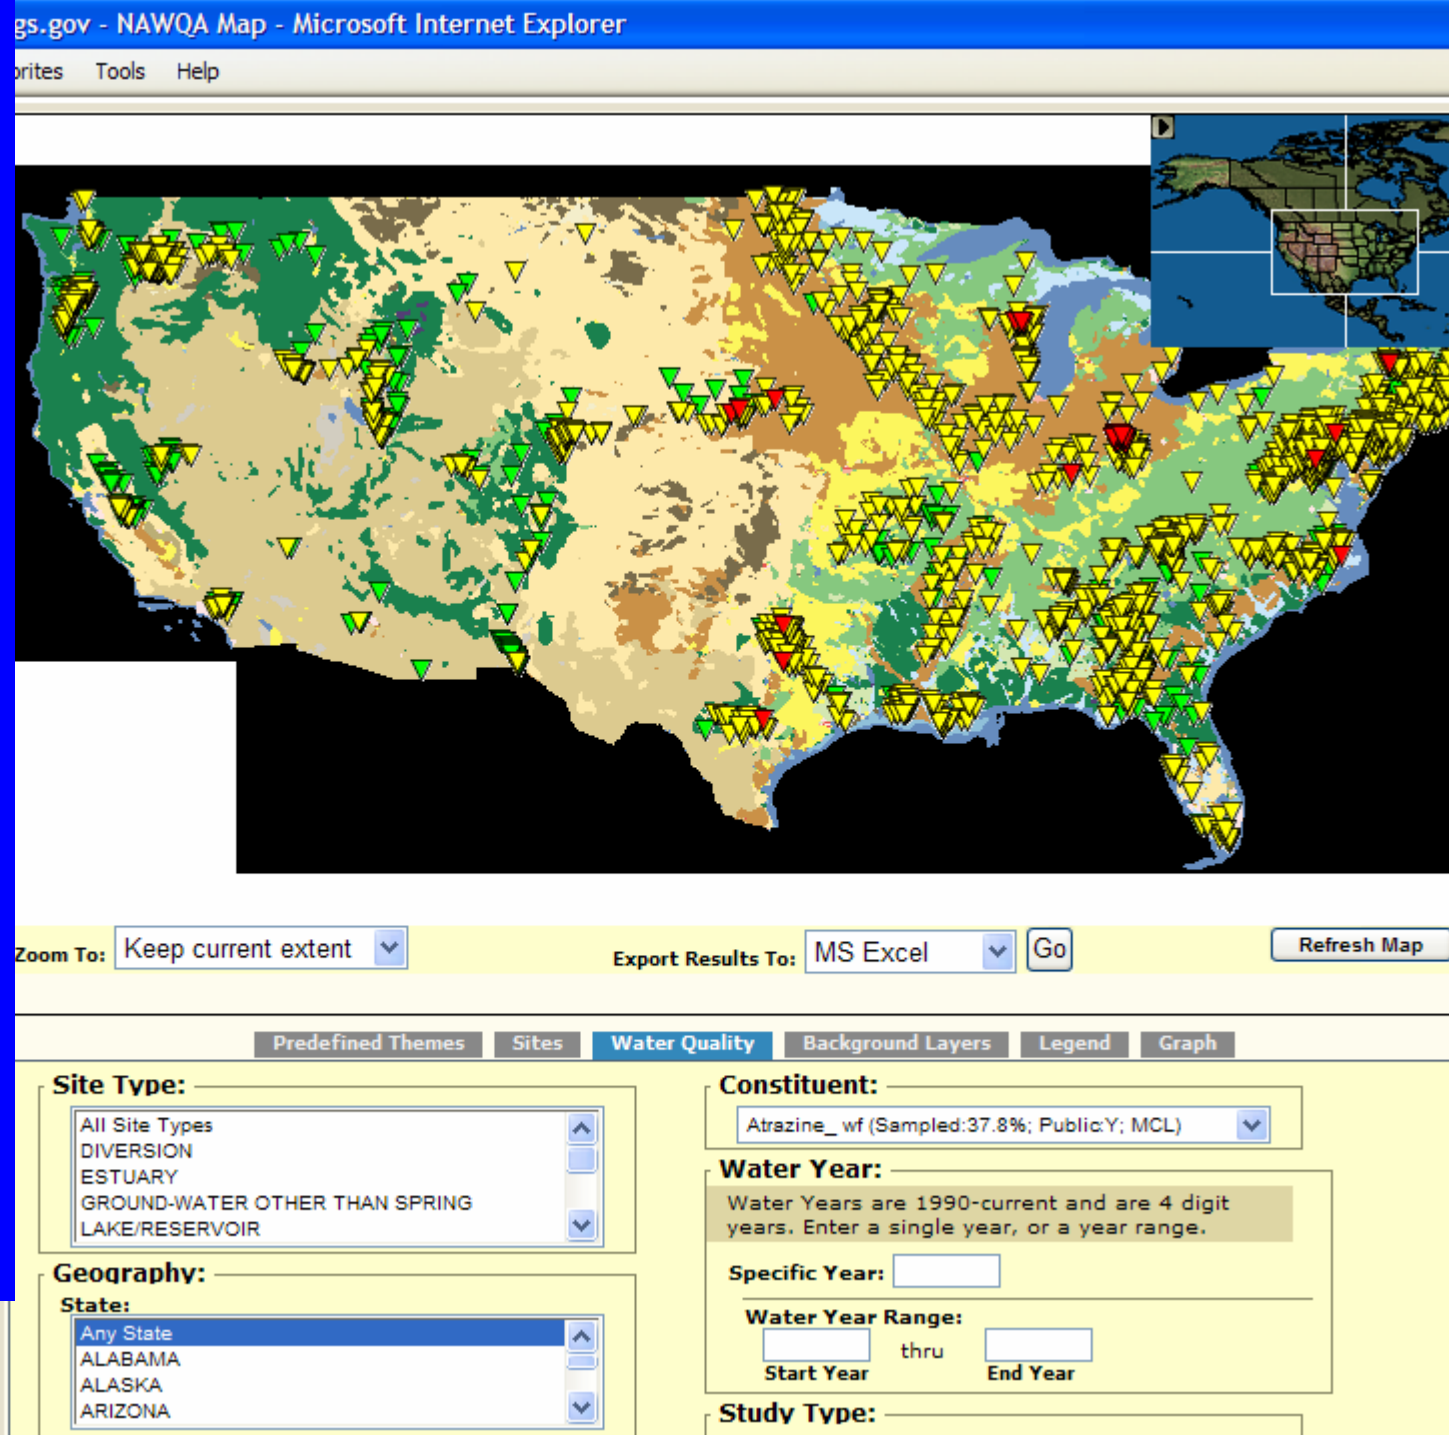 gs.gov - NAWQA Map - Microsoft Internet Explorer
orites Tools Help
Zoom To: Keep current extent Export Results To: MS Excel Go Refresh Map
Predefined Themes Sites Water Quality Background Layers Legend Graph
Site Type:
All Site Types
DIVERSION
ESTUARY
GROUND-WATER OTHER THAN SPRING
LAKE/RESERVOIR
Geography:
State:
Any State
ALABAMA
ALASKA
ARIZONA
Constituent:
Atrazine_ wf (Sampled:37.8%; Public:Y; MCL)
Water Year:
Water Years are 1990-current and are 4 digit
years. Enter a single year, or a year range.
Specific Year:
Water Year Range:
thru
Start Year End Year
Study Type: